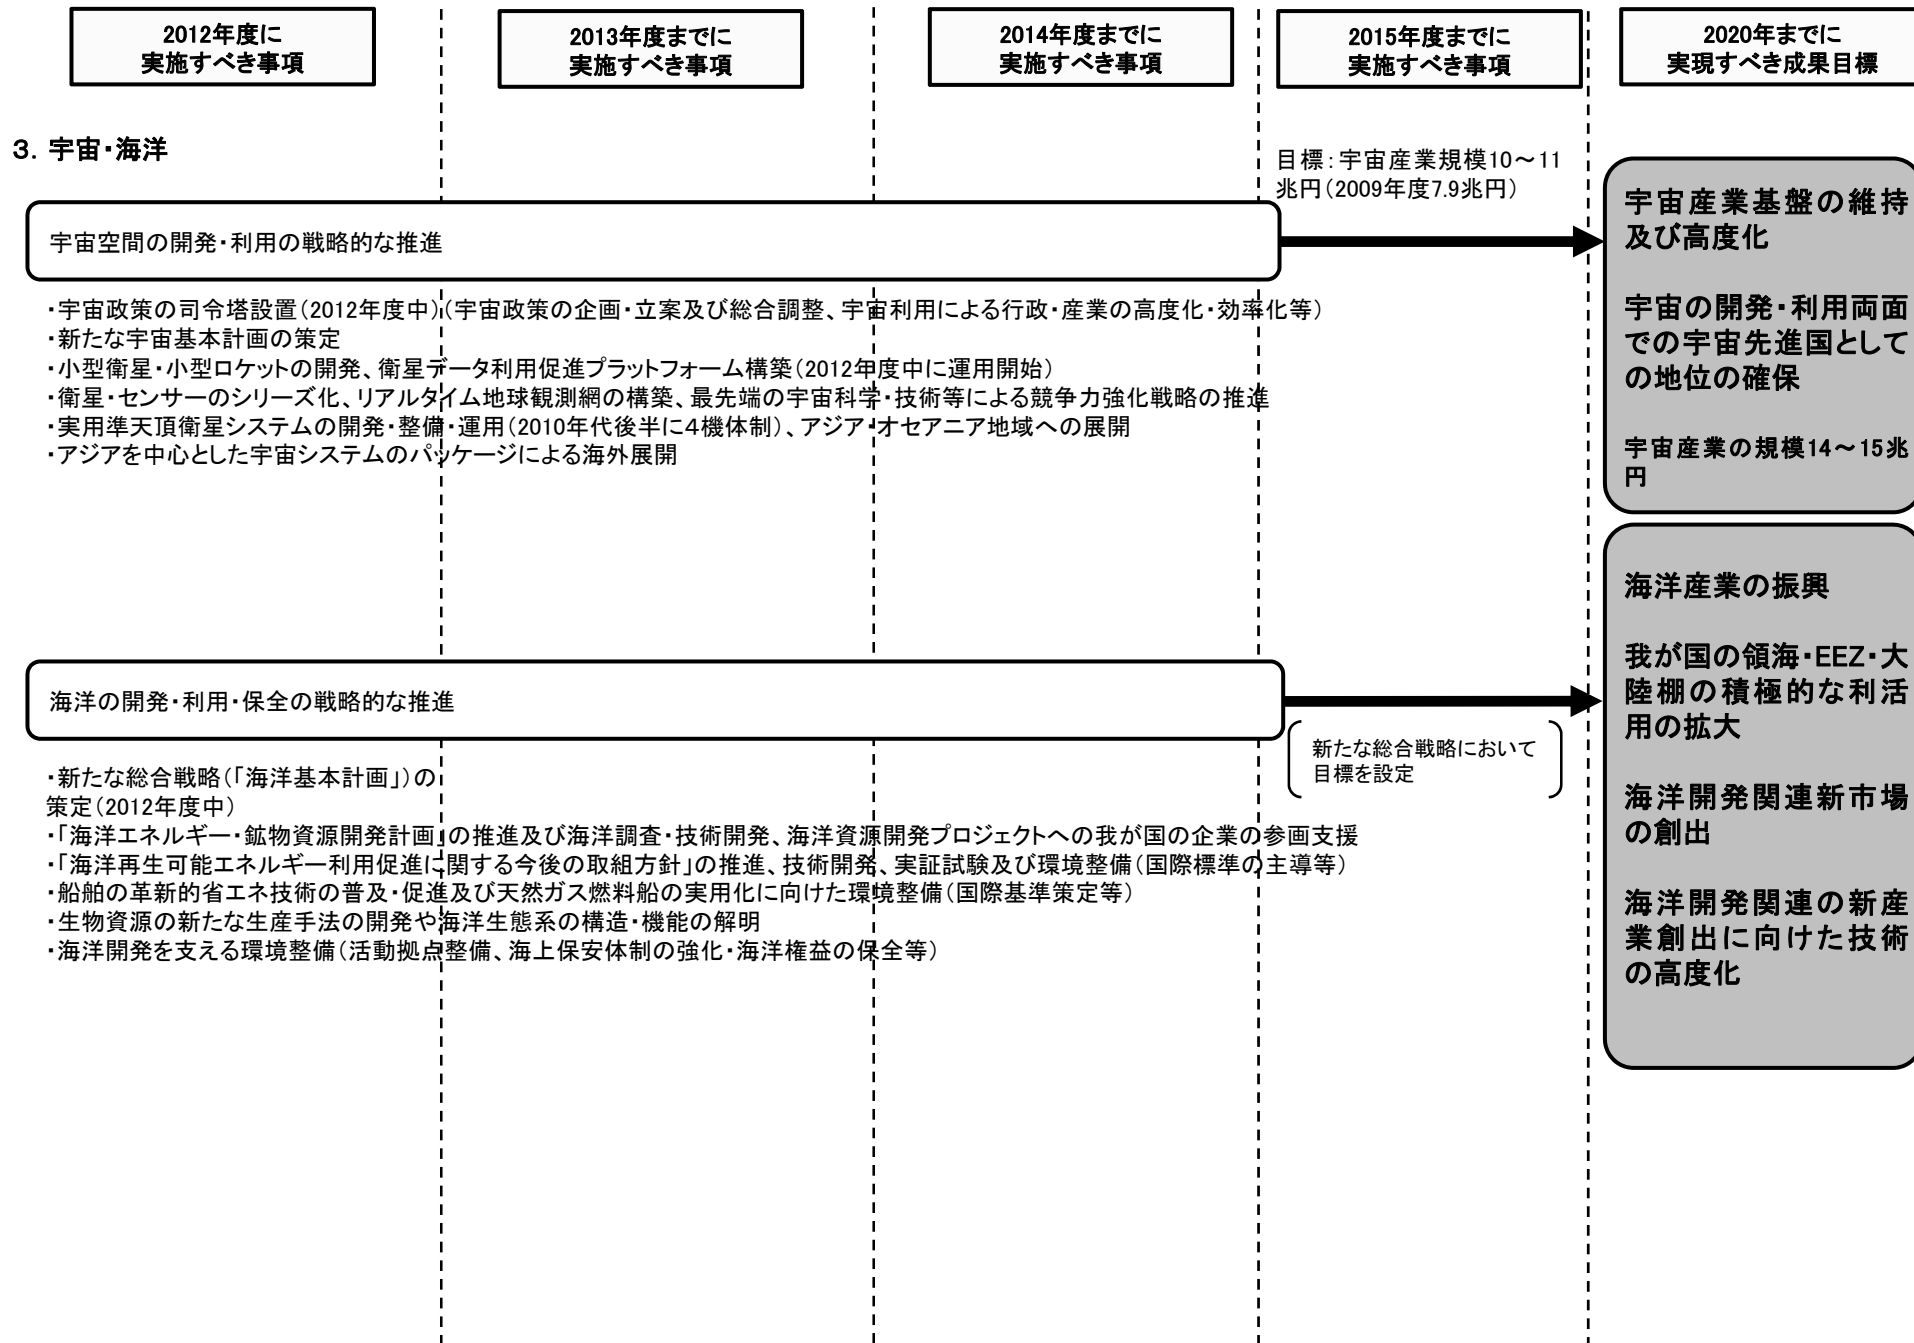 2012年度に
実施すべき事項
2013年度までに
実施すべき事項
2014年度までに
実施すべき事項
2015年度までに
実施すべき事項
2020年までに
実現すべき成果目標
3．宇宙・海洋
目標：宇宙産業規模10～11
兆円（2009年度7.9兆円）
宇宙空間の開発・利用の戦略的な推進
・宇宙政策の司令塔設置（2012年度中）（宇宙政策の企画・立案及び総合調整、宇宙利用による行政・産業の高度化・効率化等）
・新たな宇宙基本計画の策定
・小型衛星・小型ロケットの開発、衛星データ利用促進プラットフォーム構築（2012年度中に運用開始）
・衛星・センサーのシリーズ化、リアルタイム地球観測網の構築、最先端の宇宙科学・技術等による競争力強化戦略の推進
・実用準天頂衛星システムの開発・整備・運用（2010年代後半に４機体制）、アジア・オセアニア地域への展開
・アジアを中心とした宇宙システムのパッケージによる海外展開
宇宙産業基盤の維持
及び高度化
宇宙の開発・利用両面
での宇宙先進国として
の地位の確保
宇宙産業の規模14～15兆
円
海洋の開発・利用・保全の戦略的な推進
新たな総合戦略において
目標を設定
・新たな総合戦略（「海洋基本計画」）の
策定（2012年度中）
・「海洋エネルギー・鉱物資源開発計画」の推進及び海洋調査・技術開発、海洋資源開発プロジェクトへの我が国の企業の参画支援
・「海洋再生可能エネルギー利用促進に関する今後の取組方針」の推進、技術開発、実証試験及び環境整備（国際標準の主導等）
・船舶の革新的省エネ技術の普及・促進及び天然ガス燃料船の実用化に向けた環境整備（国際基準策定等）
・生物資源の新たな生産手法の開発や海洋生態系の構造・機能の解明
・海洋開発を支える環境整備（活動拠点整備、海上保安体制の強化・海洋権益の保全等）
海洋産業の振興
我が国の領海・EEZ・大
陸棚の積極的な利活
用の拡大
海洋開発関連新市場
の創出
海洋開発関連の新産
業創出に向けた技術
の高度化